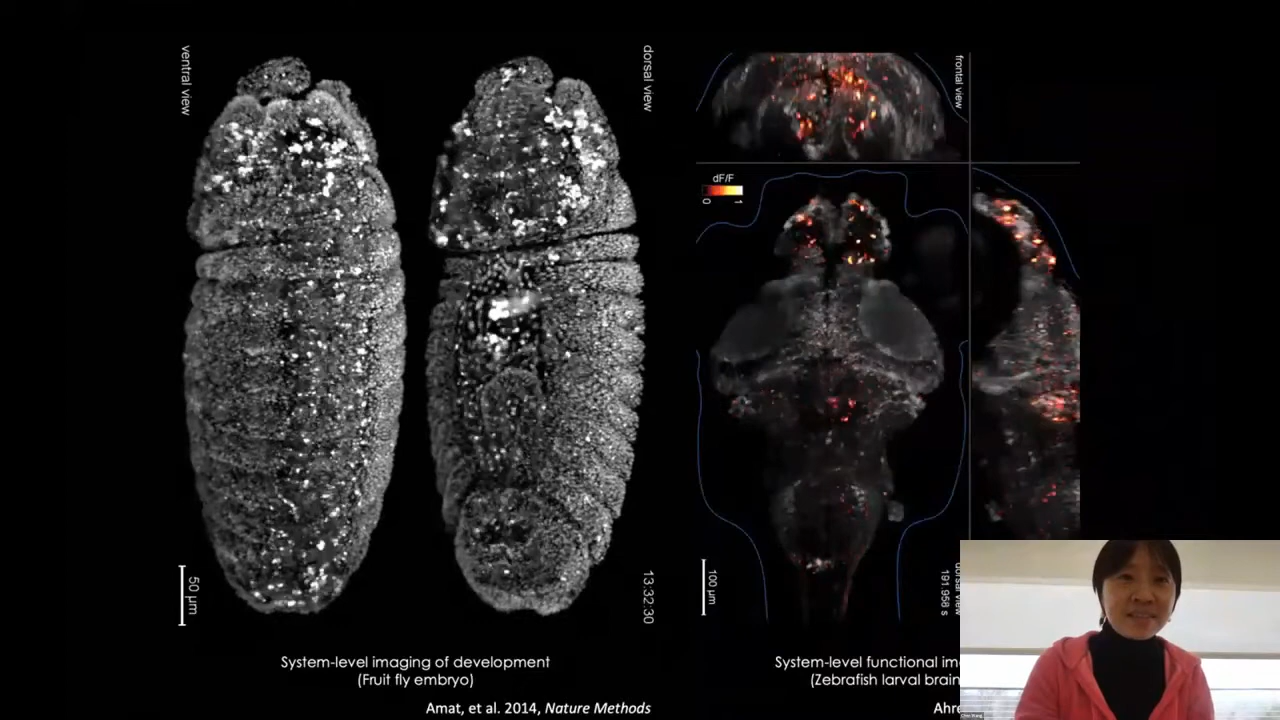 ventral view
dorsal view
50 µm
13:32:30
System-level imaging of development
(Fruit fly embryo)
Amat, et al. 2014, Nature Methods
frontal view
dF/F
0
1
100 µm
191.958 s
dorsal view
System-level functional im
(Zebrafish larval brain
Ahre